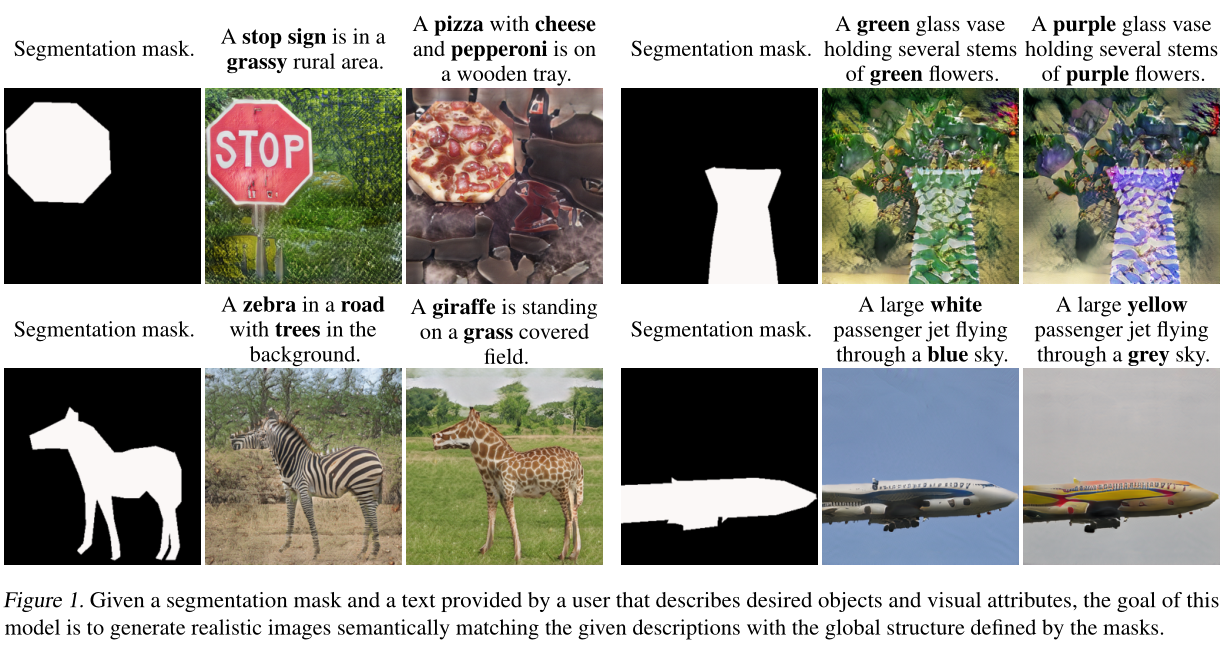 Segmentation mask.
A stop sign is in a
grassy rural area.
A pizza with cheese
and pepperoni is on
a wooden tray.
Segmentation mask.
A green glass vase
holding several stems
of green flowers.
A purple glass vase
holding several stems
of purple flowers.
STOP
Segmentation mask.
A zebra in a road
with trees in the
background.
A giraffe is standing
on a grass covered
field.
Segmentation mask.
A large white
passenger jet flying
through a blue sky.
A large yellow
passenger jet flying
through a grey sky.
Figure 1. Given a segmentation mask and a text provided by a user that describes desired objects and visual attributes, the goal of this
model is to generate realistic images semantically matching the given descriptions with the global structure defined by the masks.